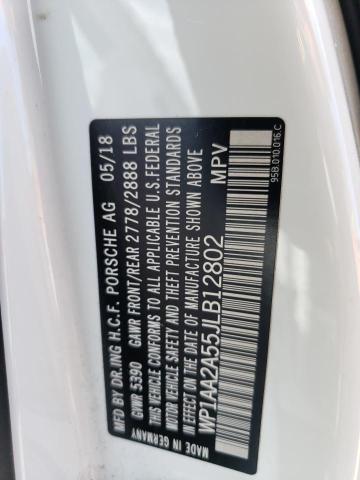 MFD BY DR.ING H.C.F. PORSCHE AG 05/18
GVWR 5390 GAWR FRONT/REAR 2778/2888 LBS
THIS VEHICLE CONFORMS TO ALL APPLICABLE U.S.FEDERAL
MOTOR VEHICLE SAFETY AND THEFT PREVENTION STANDARDS
IN EFFECT ON THE DATE OF MANUFACTURE SHOWN ABOVE
WP1AA2A55JLB12802 MPV
MADE IN GERMANY
95B.010.016.C